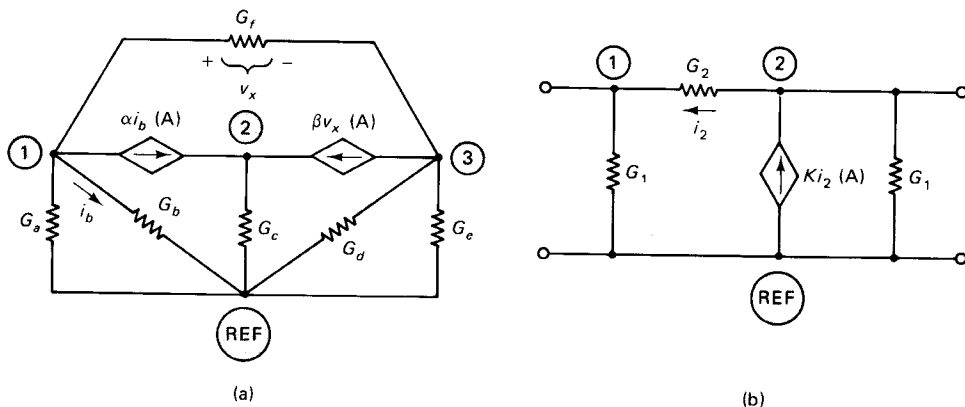 G_f
+ −
v_x
αi_b (A)
2
βv_x (A)
1
3
i_b
G_a
G_b
G_c
G_d
G_e
REF
(a)
1
G_2
2
i_2
G_1
Ki_2 (A)
G_1
REF
(b)